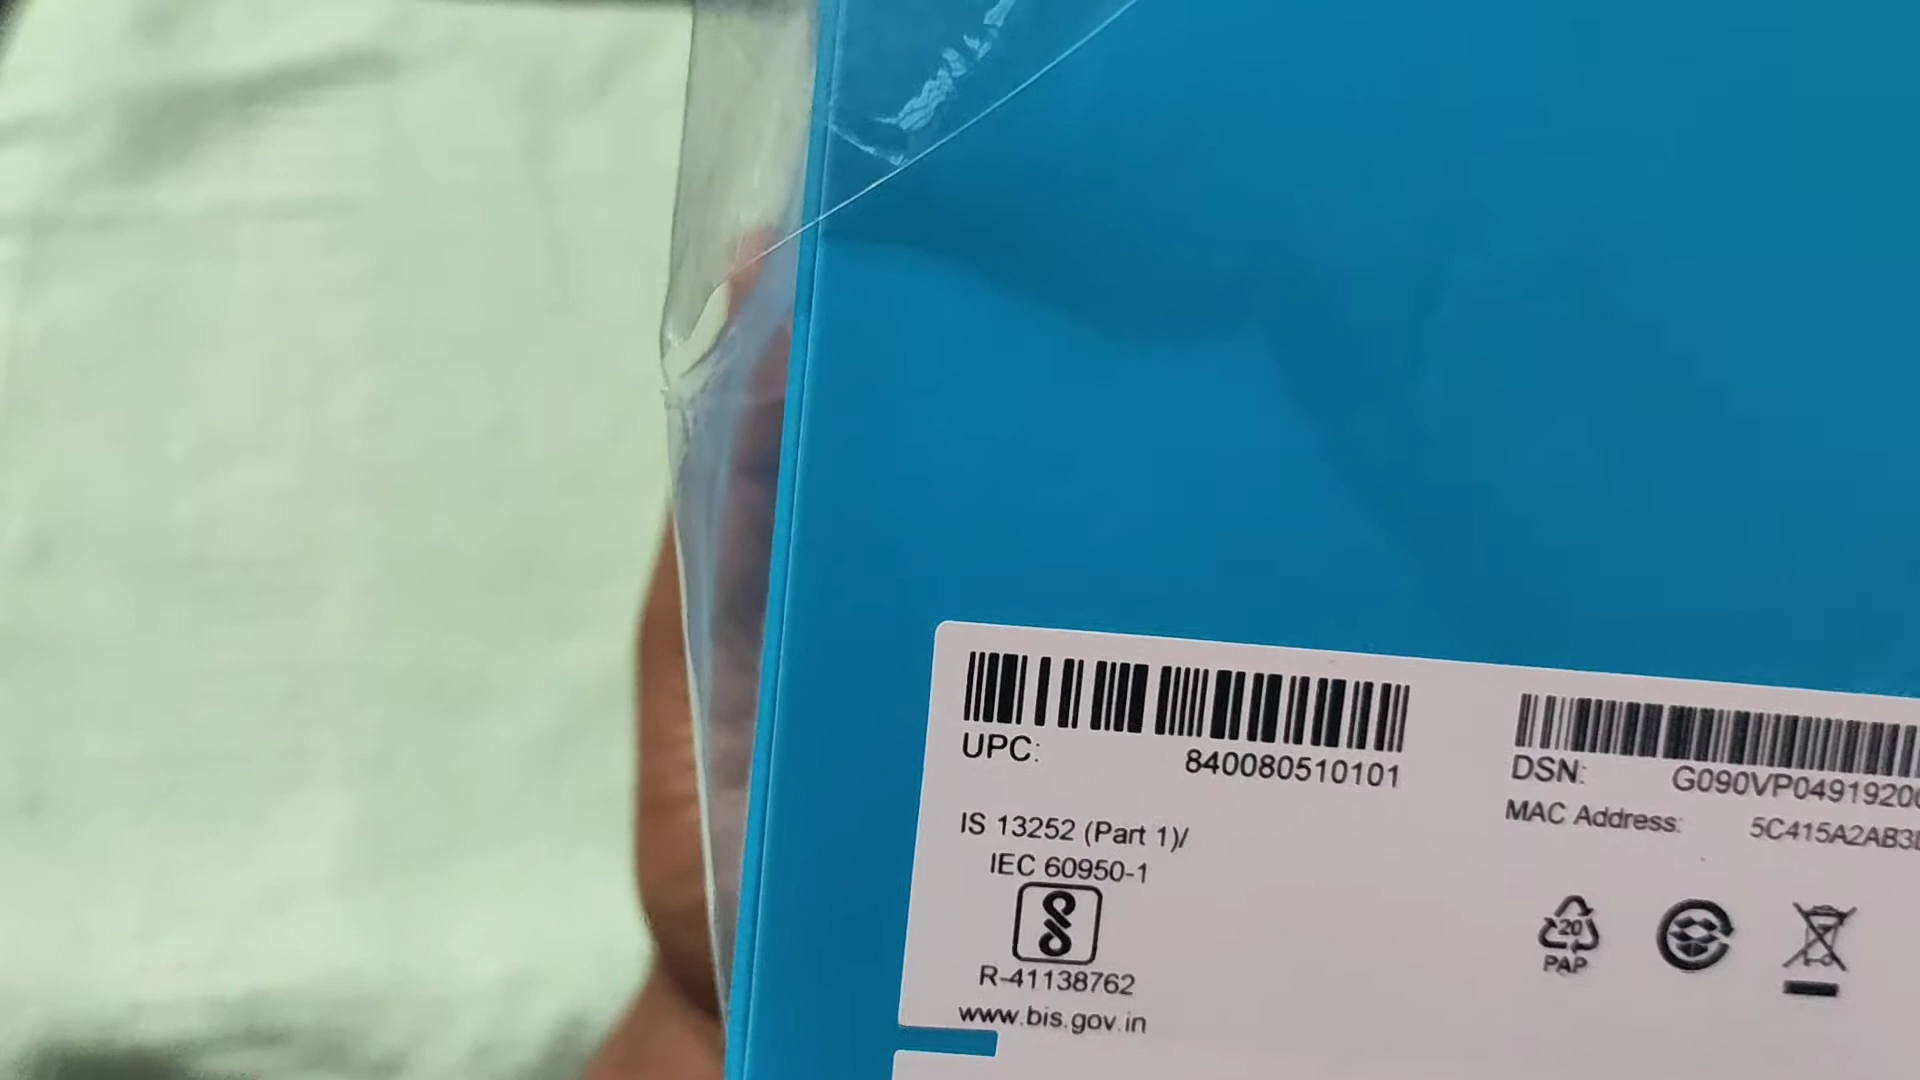 UPC: 840080510101
DSN: G090VP0491920
MAC Address: 5C415A2AB3
IS 13252 (Part 1)/
IEC 60950-1
R-41138762
www.bis.gov.in
20
PAP